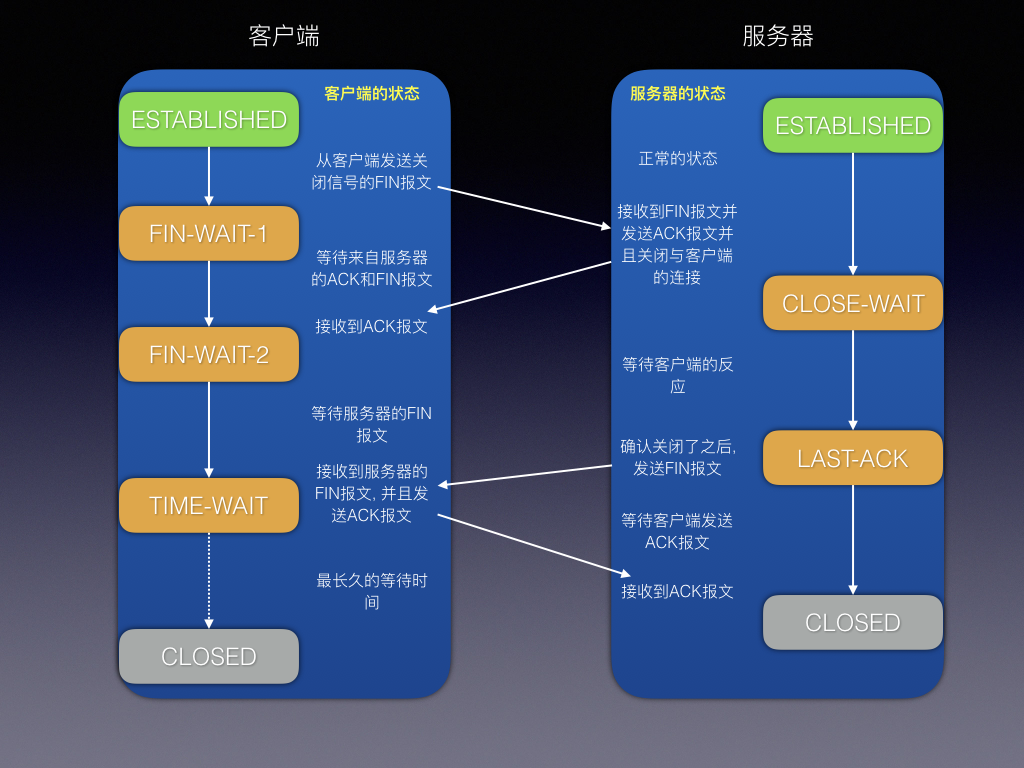 客户端
服务器
客户端的状态
ESTABLISHED
从客户端发送关
闭信号的FIN报文
FIN-WAIT-1
等待来自服务器
的ACK和FIN报文
接收到ACK报文
FIN-WAIT-2
等待服务器的FIN
报文
接收到服务器的
FIN报文, 并且发
送ACK报文
TIME-WAIT
最长久的等待时
间
CLOSED
服务器的状态
ESTABLISHED
正常的状态
接收到FIN报文并
发送ACK报文并
且关闭与客户端
的连接
CLOSE-WAIT
等待客户端的反
应
确认关闭了之后,
发送FIN报文
LAST-ACK
等待客户端发送
ACK报文
接收到ACK报文
CLOSED